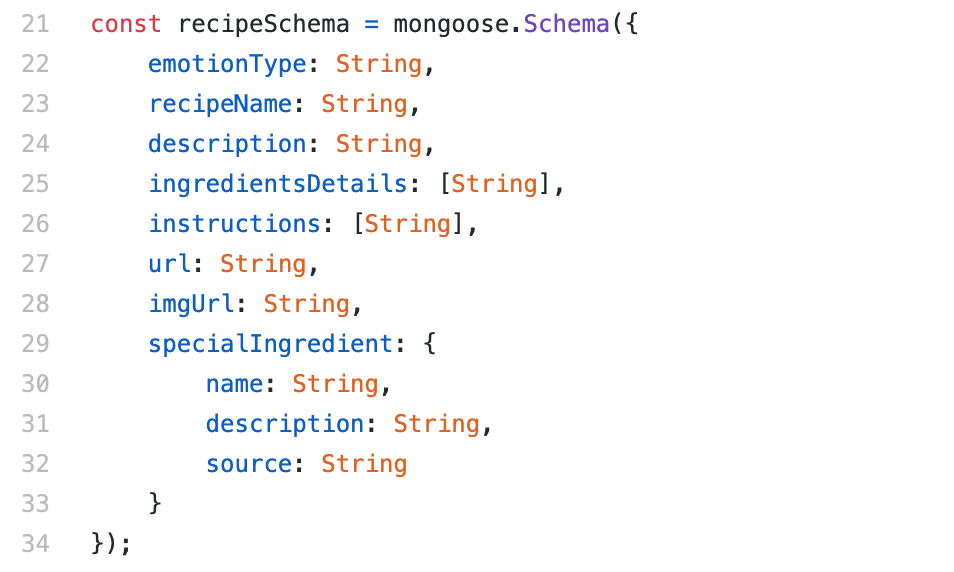 21 const recipeSchema = mongoose.Schema({
22     emotionType: String,
23     recipeName: String,
24     description: String,
25     ingredientsDetails: [String],
26     instructions: [String],
27     url: String,
28     imgUrl: String,
29     specialIngredient: {
30         name: String,
31         description: String,
32         source: String
33     }
34 });